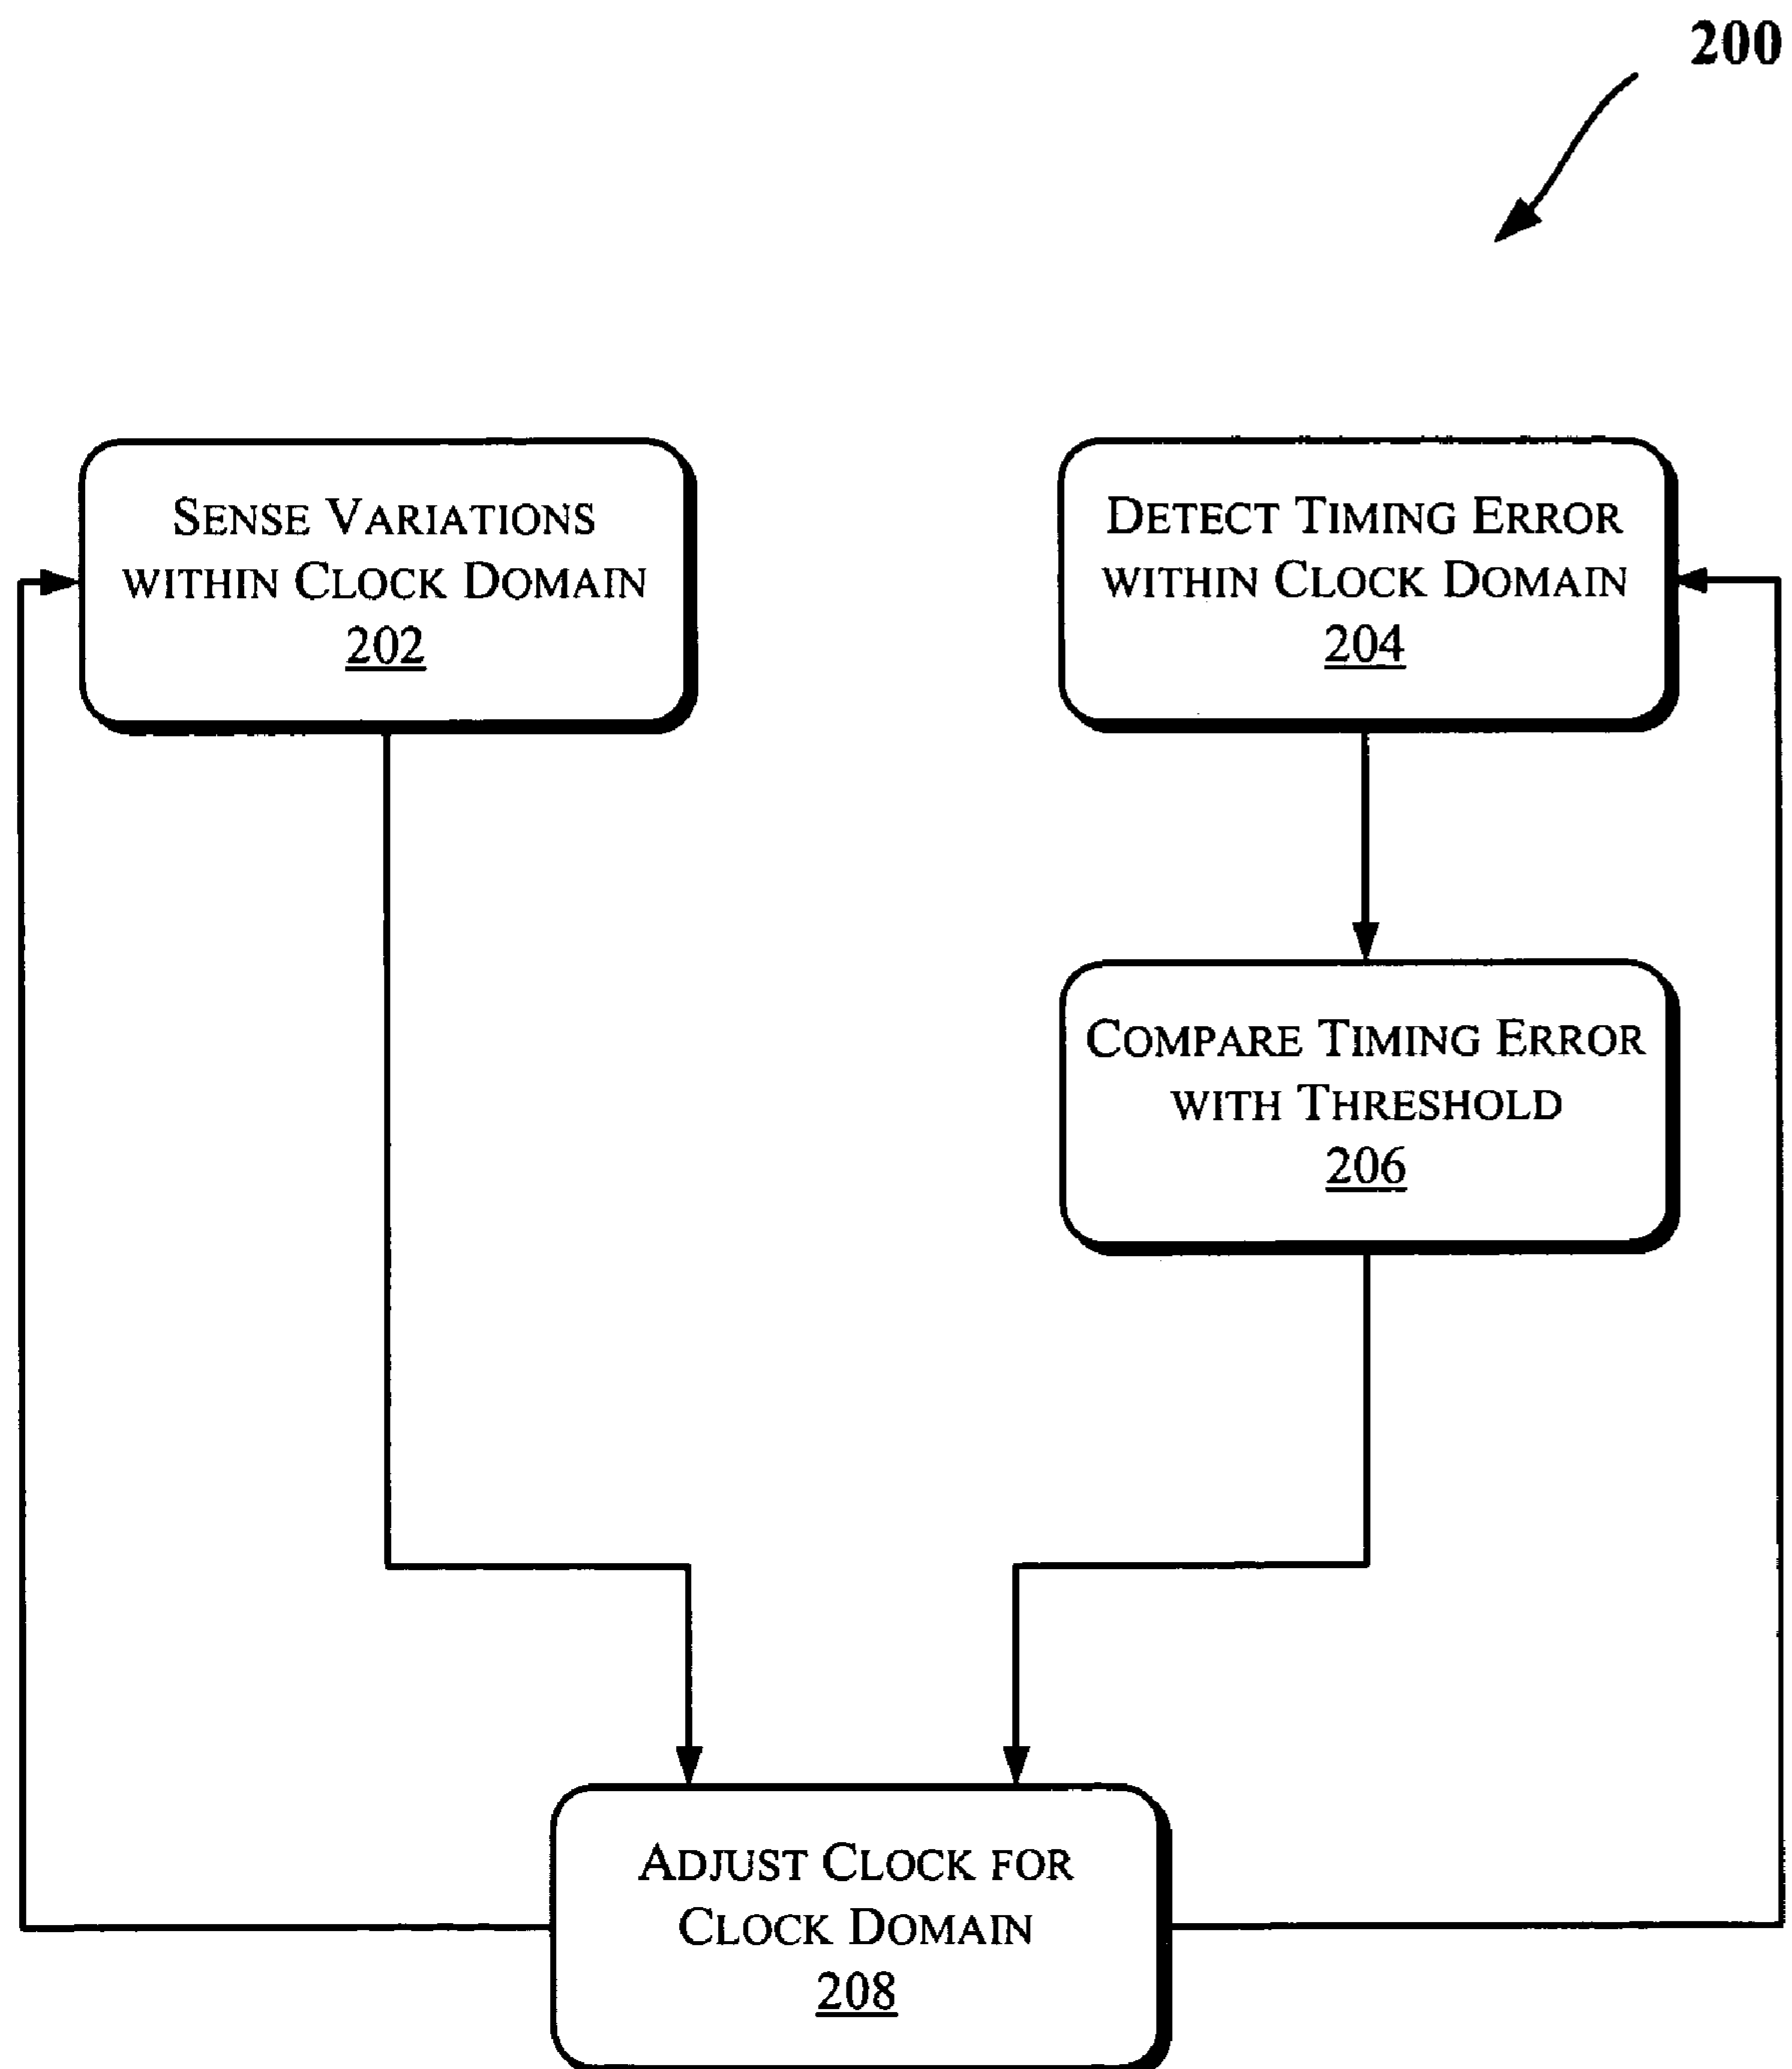 200
SENSE VARIATIONS
WITHIN CLOCK DOMAIN
202
DETECT TIMING ERROR
WITHIN CLOCK DOMAIN
204
COMPARE TIMING ERROR
WITH THRESHOLD
206
ADJUST CLOCK FOR
CLOCK DOMAIN
208